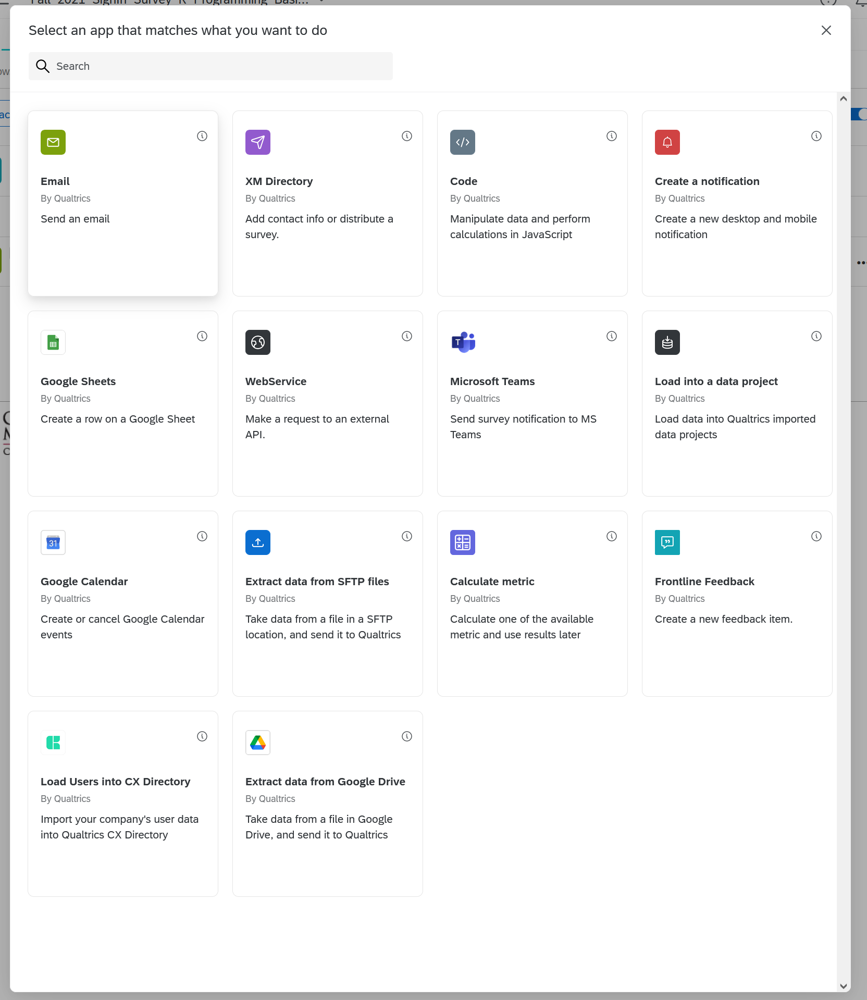 Select an app that matches what you want to do
Search
Email
By Qualtrics
Send an email
XM Directory
By Qualtrics
Add contact info or distribute a
survey.
Code
By Qualtrics
Manipulate data and perform
calculations in JavaScript
Create a notification
By Qualtrics
Create a new desktop and mobile
notification
Google Sheets
By Qualtrics
Create a row on a Google Sheet
WebService
By Qualtrics
Make a request to an external
API.
T
Microsoft Teams
By Qualtrics
Send survey notification to MS
Teams
Load into a data project
By Qualtrics
Load data into Qualtrics imported
data projects
31
Google Calendar
By Qualtrics
Create or cancel Google Calendar
events
Extract data from SFTP files
By Qualtrics
Take data from a file in a SFTP
location, and send it to Qualtrics
Calculate metric
By Qualtrics
Calculate one of the available
metric and use results later
Frontline Feedback
By Qualtrics
Create a new feedback item.
Load Users into CX Directory
By Qualtrics
Import your company's user data
into Qualtrics CX Directory
Extract data from Google Drive
By Qualtrics
Take data from a file in Google
Drive, and send it to Qualtrics